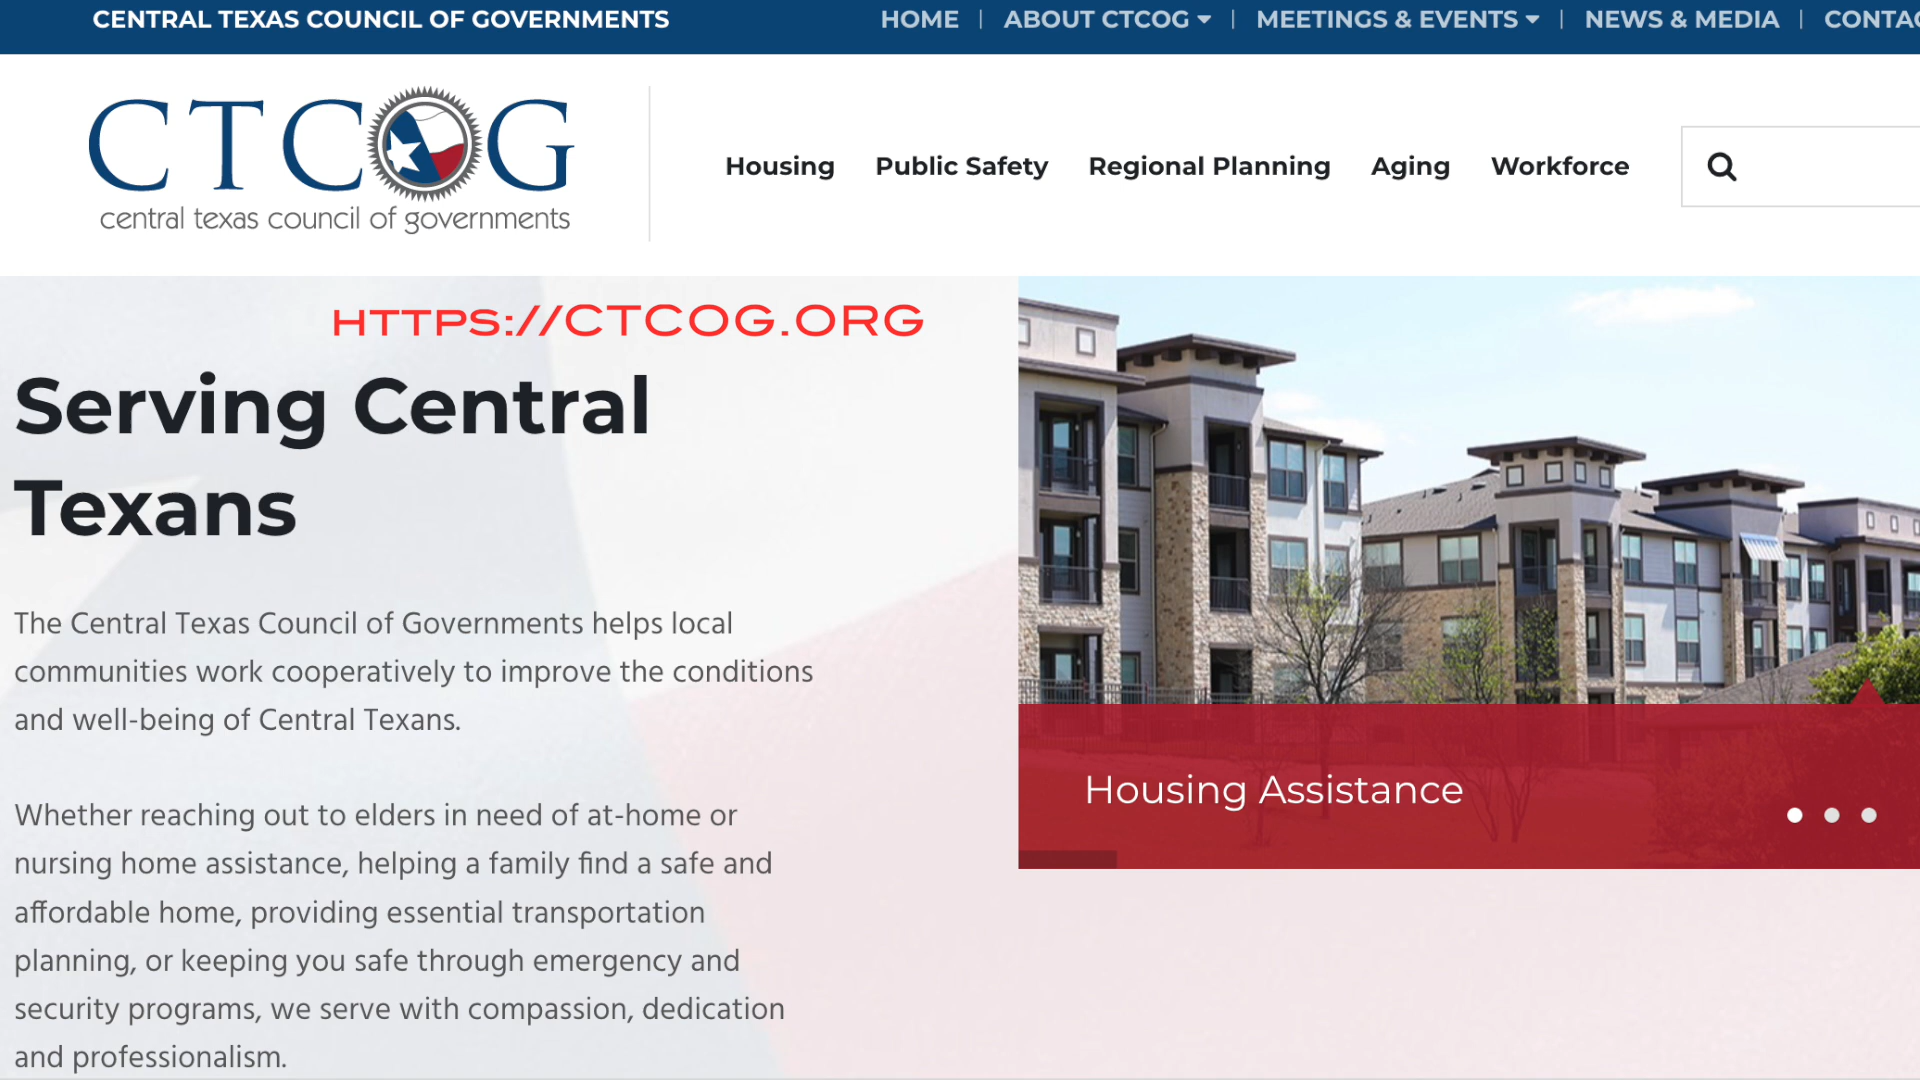 CENTRAL TEXAS COUNCIL OF GOVERNMENTS
HOME | ABOUT CTCOG | MEETINGS & EVENTS | NEWS & MEDIA |
CTCOG
central texas council of governments
Housing Public Safety Regional Planning Aging Workforce
HTTPS://CTCOG.ORG
Serving Central
Texans
The Central Texas Council of Governments helps local
communities work cooperatively to improve the conditions
and well-being of Central Texans.
Whether reaching out to elders in need of at-home or
nursing home assistance, helping a family find a safe and
affordable home, providing essential transportation
planning, or keeping you safe through emergency and
security programs, we serve with compassion, dedication
and professionalism.
Housing Assistance